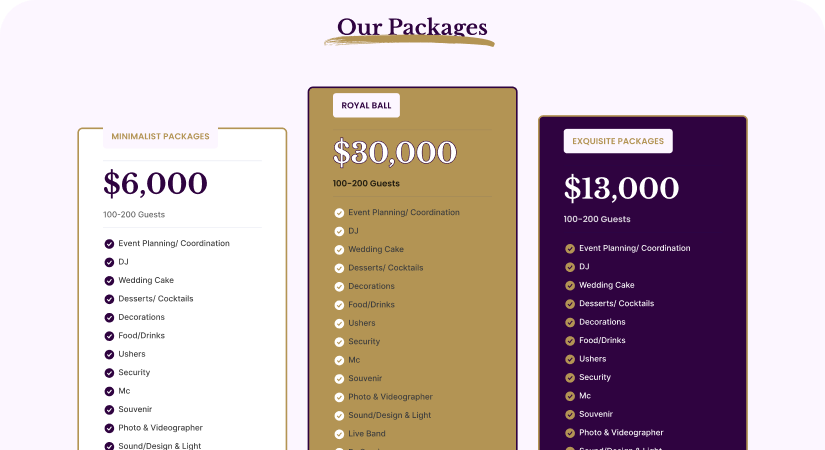 Our Packages
MINIMALIST PACKAGES
$6,000
100-200 Guests
Event Planning/ Coordination
DJ
Wedding Cake
Desserts/ Cocktails
Decorations
Food/Drinks
Ushers
Security
Mc
Souvenir
Photo & Videographer
Sound/Design & Light
ROYAL BALL
$30,000
100-200 Guests
Event Planning/ Coordination
DJ
Wedding Cake
Desserts/ Cocktails
Decorations
Food/Drinks
Ushers
Security
Mc
Souvenir
Photo & Videographer
Sound/Design & Light
Live Band
EXQUISITE PACKAGES
$13,000
100-200 Guests
Event Planning/ Coordination
DJ
Wedding Cake
Desserts/ Cocktails
Decorations
Food/Drinks
Ushers
Security
Mc
Souvenir
Photo & Videographer
Sound/Design & Light